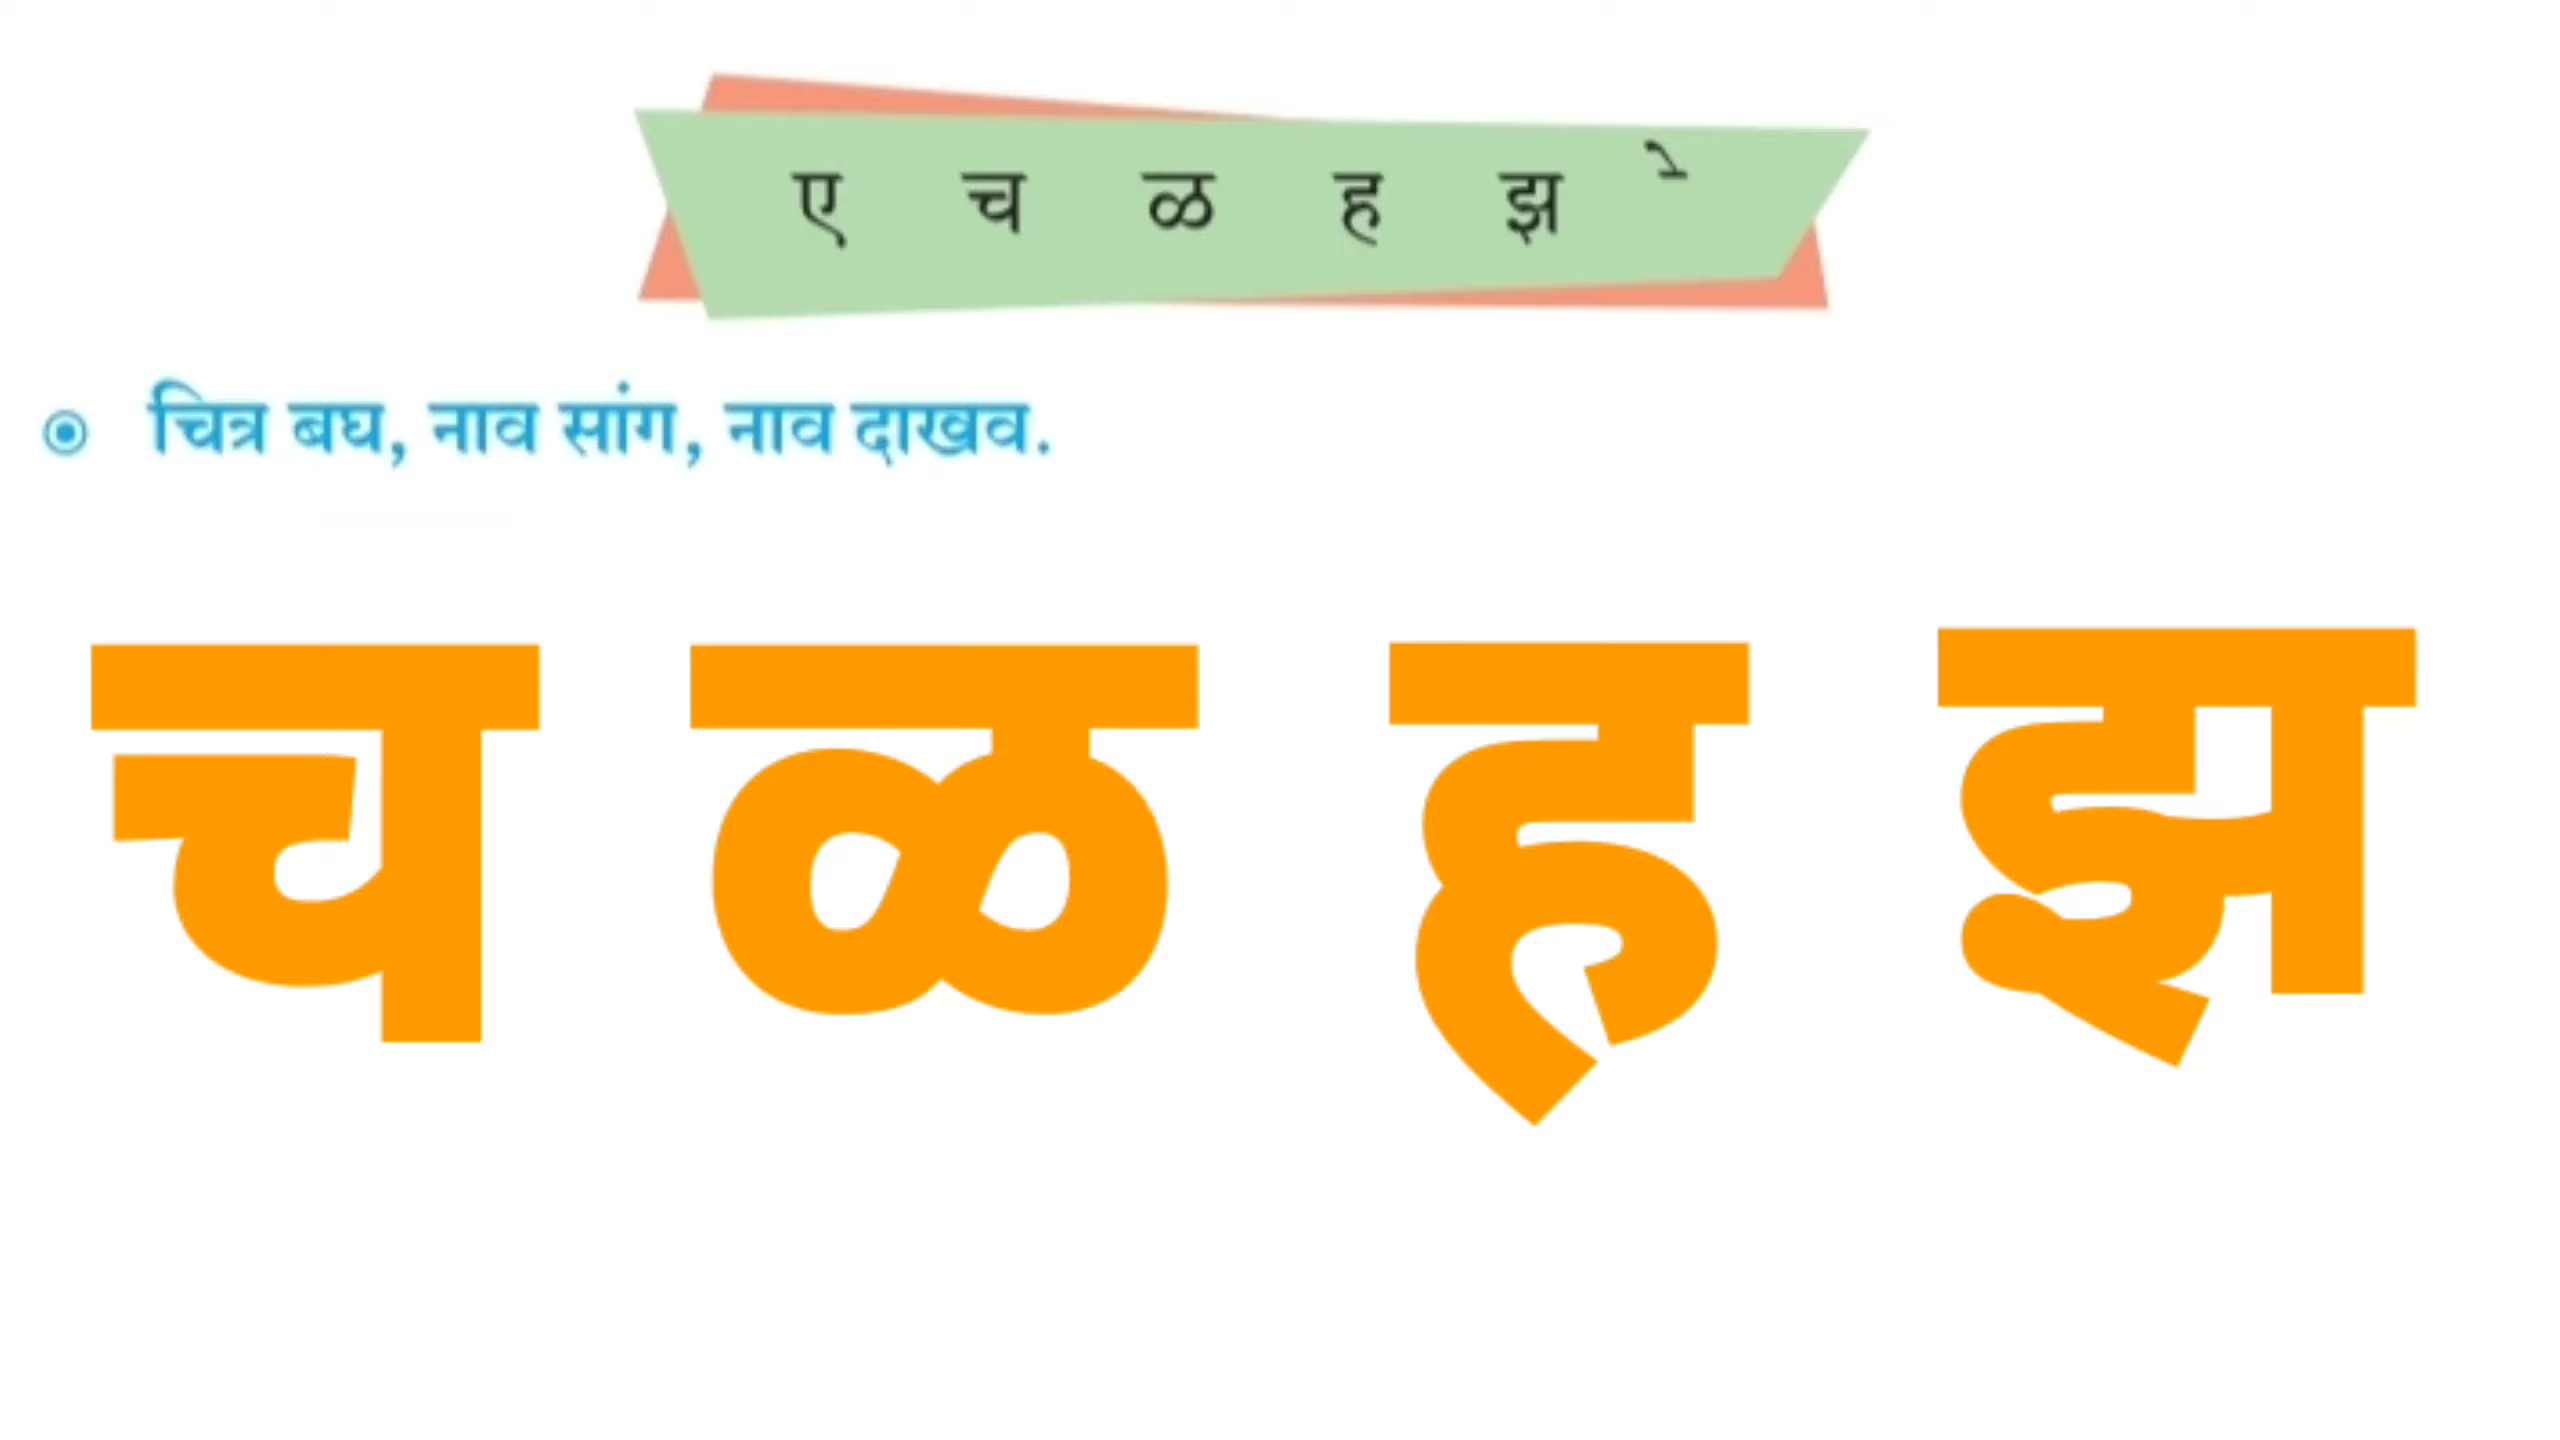 ए च ळ ह झ े
चित्र बघ, नाव सांग, नाव दाखव.
च ळ ह झ